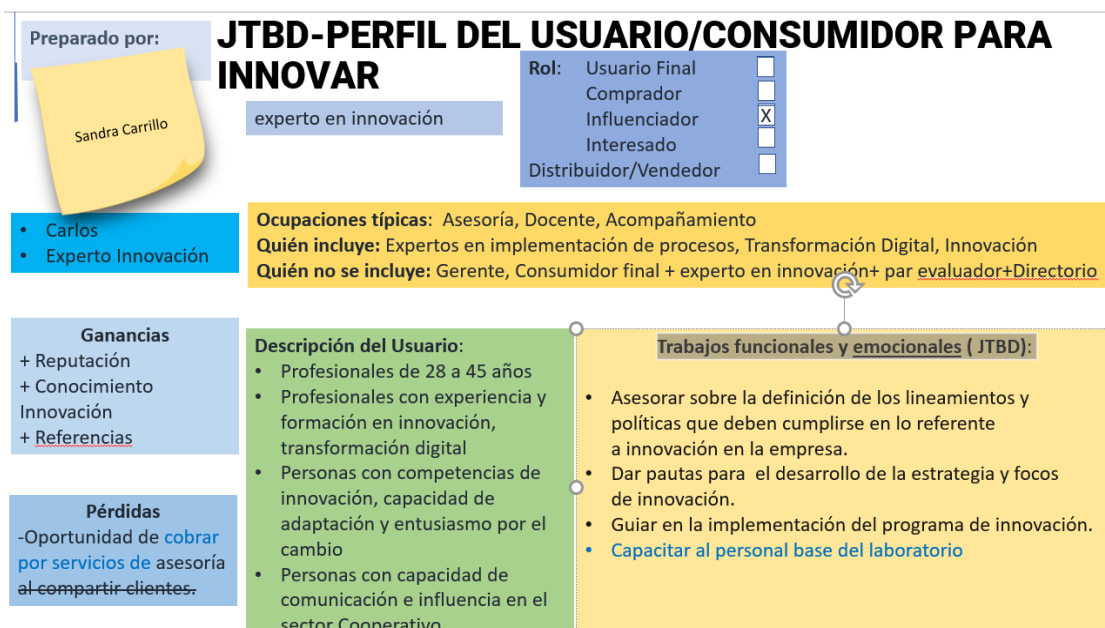 Preparado por:
JTBD-PERFIL DEL USUARIO/CONSUMIDOR PARA
INNOVAR
Sandra Carrillo
experto en innovación
Rol: Usuario Final
Comprador
Influenciador X
Interesado
Distribuidor/Vendedor
• Carlos
• Experto Innovación
Ocupaciones típicas: Asesoría, Docente, Acompañamiento
Quién incluye: Expertos en implementación de procesos, Transformación Digital, Innovación
Quién no se incluye: Gerente, Consumidor final + experto en innovación+ par evaluador+Directorio
Ganancias
+ Reputación
+ Conocimiento
Innovación
+ Referencias
Pérdidas
-Oportunidad de cobrar
por servicios de asesoría
al compartir clientes.
Descripción del Usuario:
• Profesionales de 28 a 45 años
• Profesionales con experiencia y
formación en innovación,
transformación digital
• Personas con competencias de
innovación, capacidad de
adaptación y entusiasmo por el
cambio
• Personas con capacidad de
comunicación e influencia en el
sector Cooperativo
Trabajos funcionales y emocionales ( JTBD):
• Asesorar sobre la definición de los lineamientos y
políticas que deben cumplirse en lo referente
a innovación en la empresa.
• Dar pautas para el desarrollo de la estrategia y focos
de innovación.
• Guiar en la implementación del programa de innovación.
• Capacitar al personal base del laboratorio